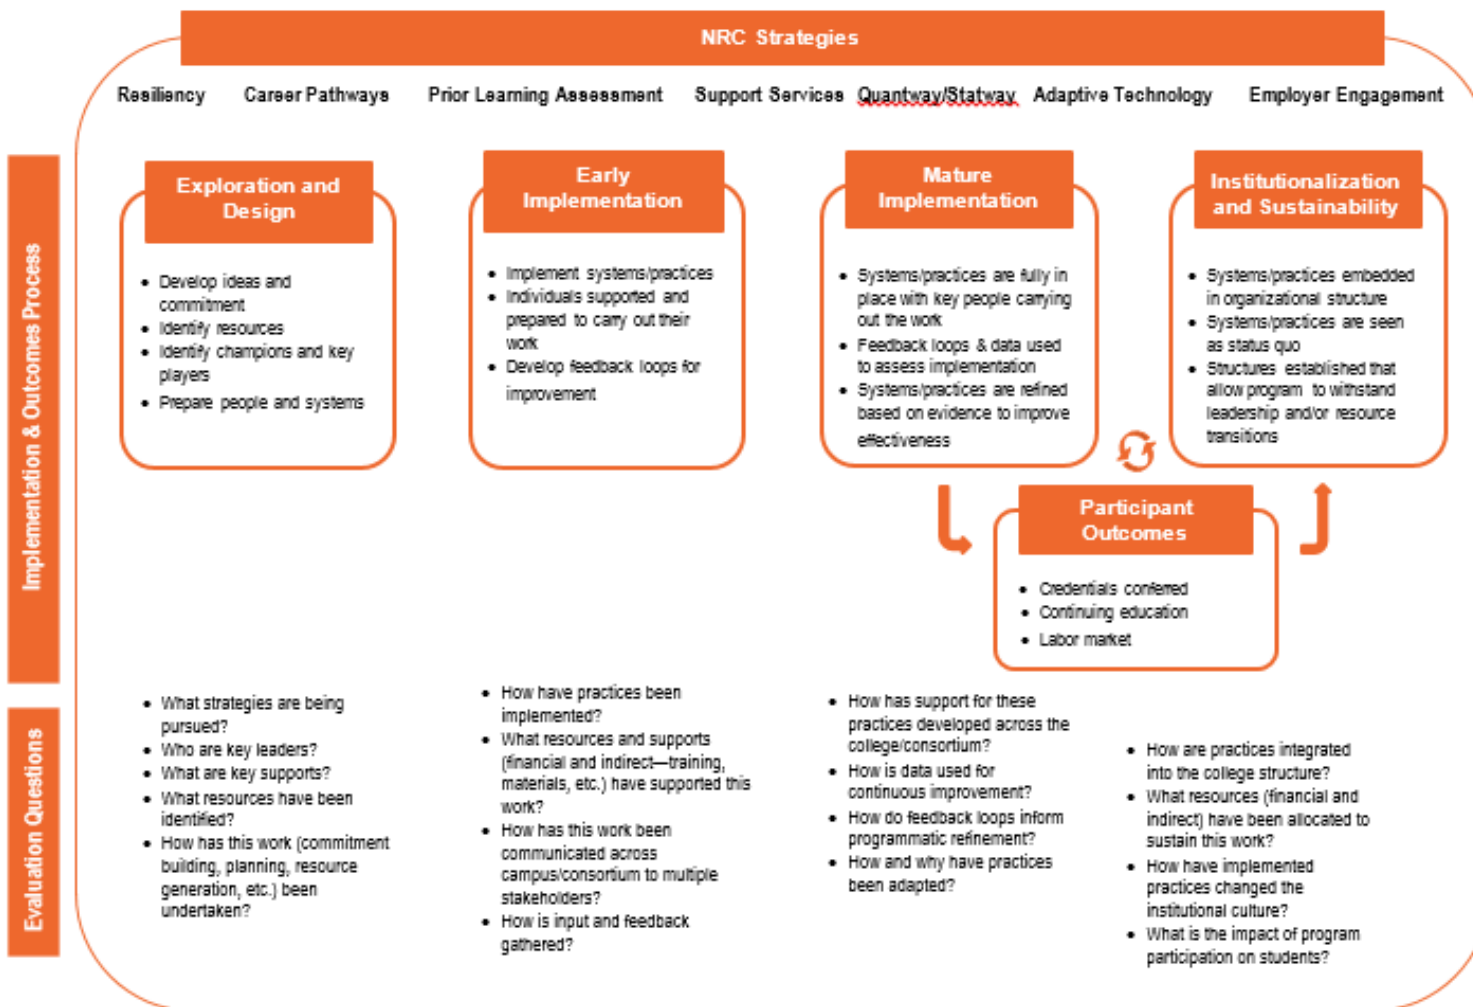 NRC Strategies
Resiliency Career Pathways Prior Learning Assessment Support Services Quantway/Statway Adaptive Technology Employer Engagement
Implementation & Outcomes Process
Exploration and
Design
• Develop ideas and
commitment
• Identify resources
• Identify champions and key
players
• Prepare people and systems
Early
Implementation
• Implement systems/practices
• Individuals supported and
prepared to carry out their
work
• Develop feedback loops for
improvement
Mature
Implementation
• Systems/practices are fully in
place with key people carrying
out the work
• Feedback loops & data used
to assess implementation
• Systems/practices are refined
based on evidence to improve
effectiveness
Institutionalization
and Sustainability
• Systems/practices embedded
in organizational structure
• Systems/practices are seen
as status quo
• Structures established that
allow program to withstand
leadership and/or resource
transitions
Participant
Outcomes
• Credentials conferred
• Continuing education
• Labor market
Evaluation Questions
• What strategies are being
pursued?
• Who are key leaders?
• What are key supports?
• What resources have been
identified?
• How has this work (commitment
building, planning, resource
generation, etc.) been
undertaken?
• How have practices been
implemented?
• What resources and supports
(financial and indirect—training,
materials, etc.) have supported this
work?
• How has this work been
communicated across
campus/consortium to multiple
stakeholders?
• How is input and feedback
gathered?
• How has support for these
practices developed across the
college/consortium?
• How is data used for
continuous improvement?
• How do feedback loops inform
programmatic refinement?
• How and why have practices
been adapted?
• How are practices integrated
into the college structure?
• What resources (financial and
indirect) have been allocated to
sustain this work?
• How have implemented
practices changed the
institutional culture?
• What is the impact of program
participation on students?